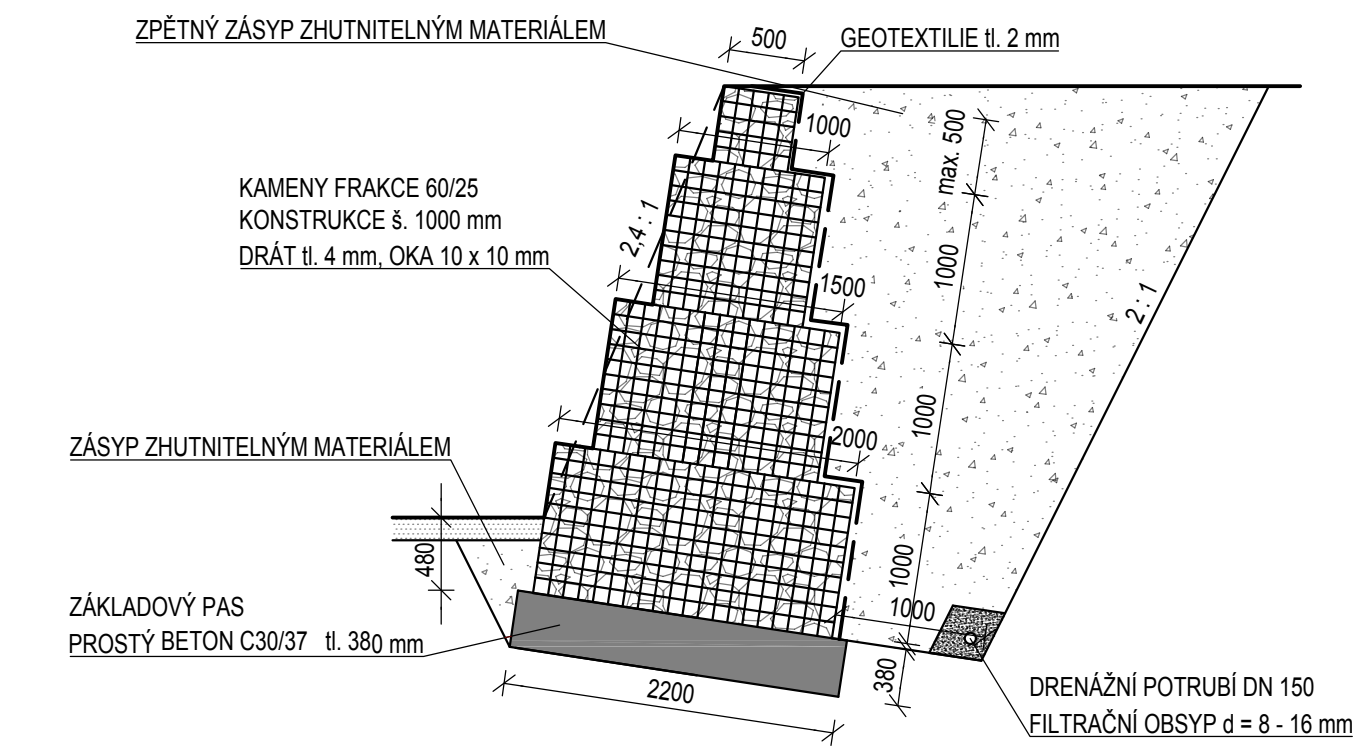 ZPĚTNÝ ZÁSYP ZHUTNITELNÝM MATERIÁLEM
500
GEOTEXTILIE tl. 2 mm
1000
max. 500
KAMENY FRAKCE 60/25
KONSTRUKCE š. 1000 mm
DRÁT tl. 4 mm, OKA 10 x 10 mm
2,4 : 1
1500
1000
2 : 1
1000
2000
ZÁSYP ZHUTNITELNÝM MATERIÁLEM
480
1000
1000
ZÁKLADOVÝ PAS
PROSTÝ BETON C30/37 tl. 380 mm
380
2200
DRENÁŽNÍ POTRUBÍ DN 150
FILTRAČNÍ OBSYP d = 8 - 16 mm